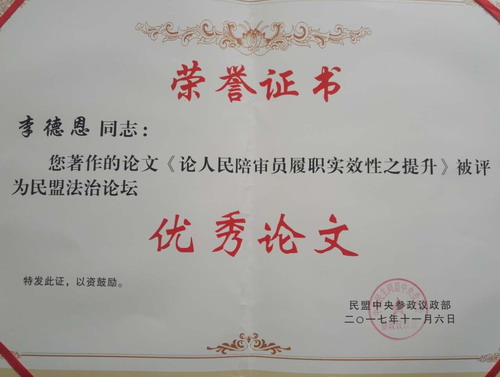 荣誉证书
李德恩同志：
您著作的论文《论人民陪审员履职实效性之提升》被评
为民盟法治论坛
优秀论文
特发此证，以资鼓励。
民盟中央参政议政部
二〇一七年十一月六日